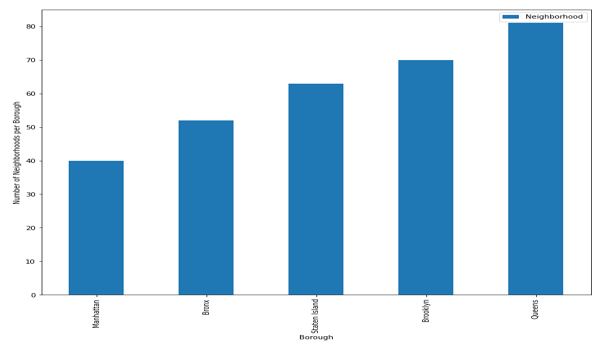 Neighborhood
Number of Neighborhoods per Borough
80
70
60
50
40
30
20
10
0
Manhattan
Bronx
Staten Island
Brooklyn
Queens
Borough